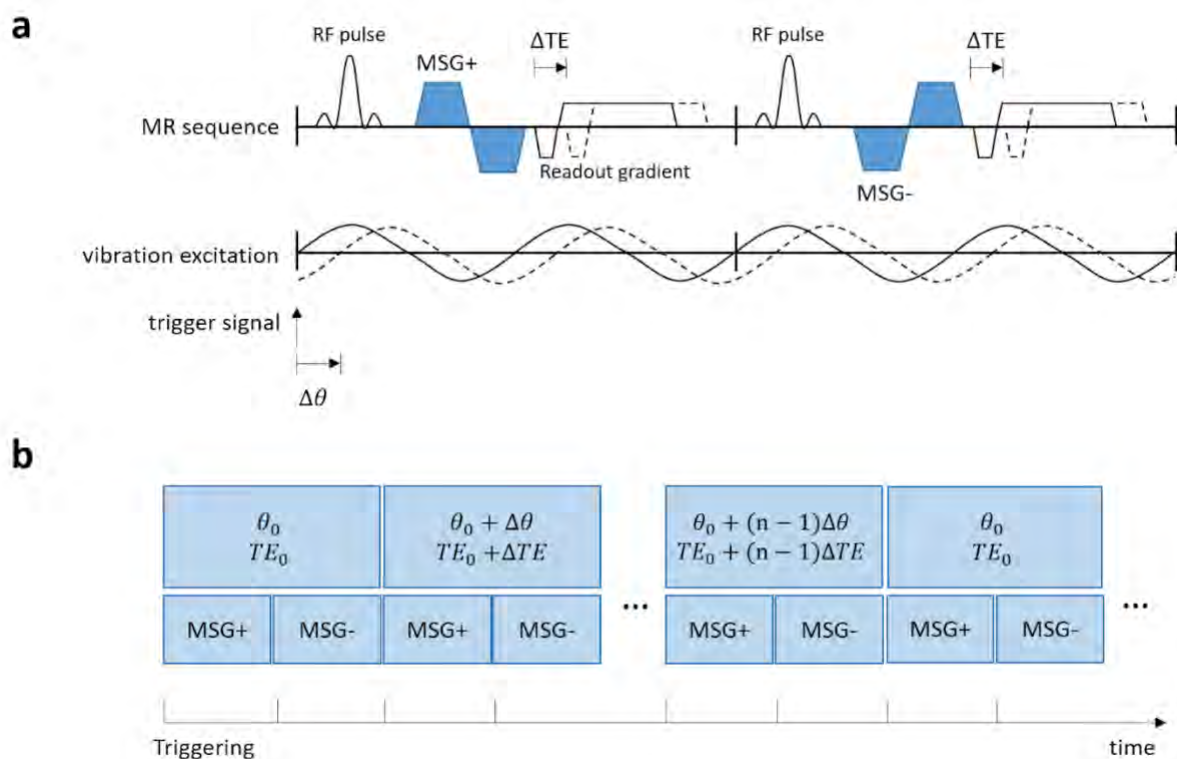 a
RF pulse
MSG+
ΔTE
RF pulse
ΔTE
MR sequence
Readout gradient
MSG-
vibration excitation
trigger signal
Δθ
b
θ₀
TE₀
θ₀ + Δθ
TE₀ +ΔTE
θ₀ + (n − 1)Δθ
TE₀ + (n − 1)ΔTE
θ₀
TE₀
MSG+ MSG- MSG+ MSG- ... MSG+ MSG- MSG+ MSG- ...
Triggering time